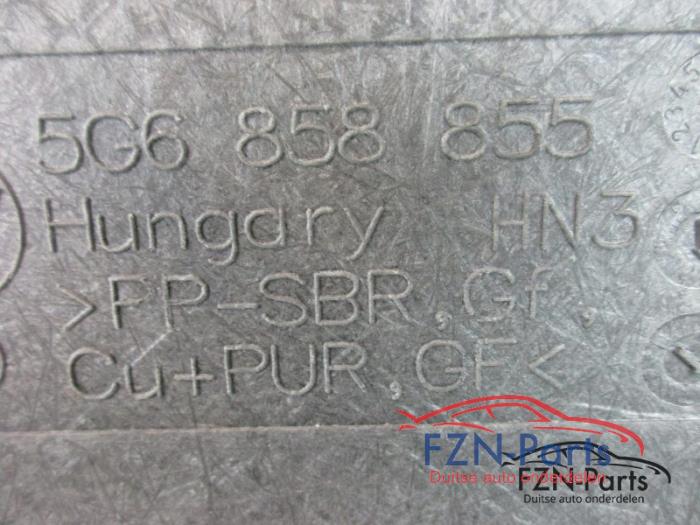 5G6 858 855
Hungary HN3
>PP-SBR,Gf,
Cu+PUR,GF<
FZN-Parts
Duitse auto onderdelen
FZN-Parts
Duitse auto onderdelen